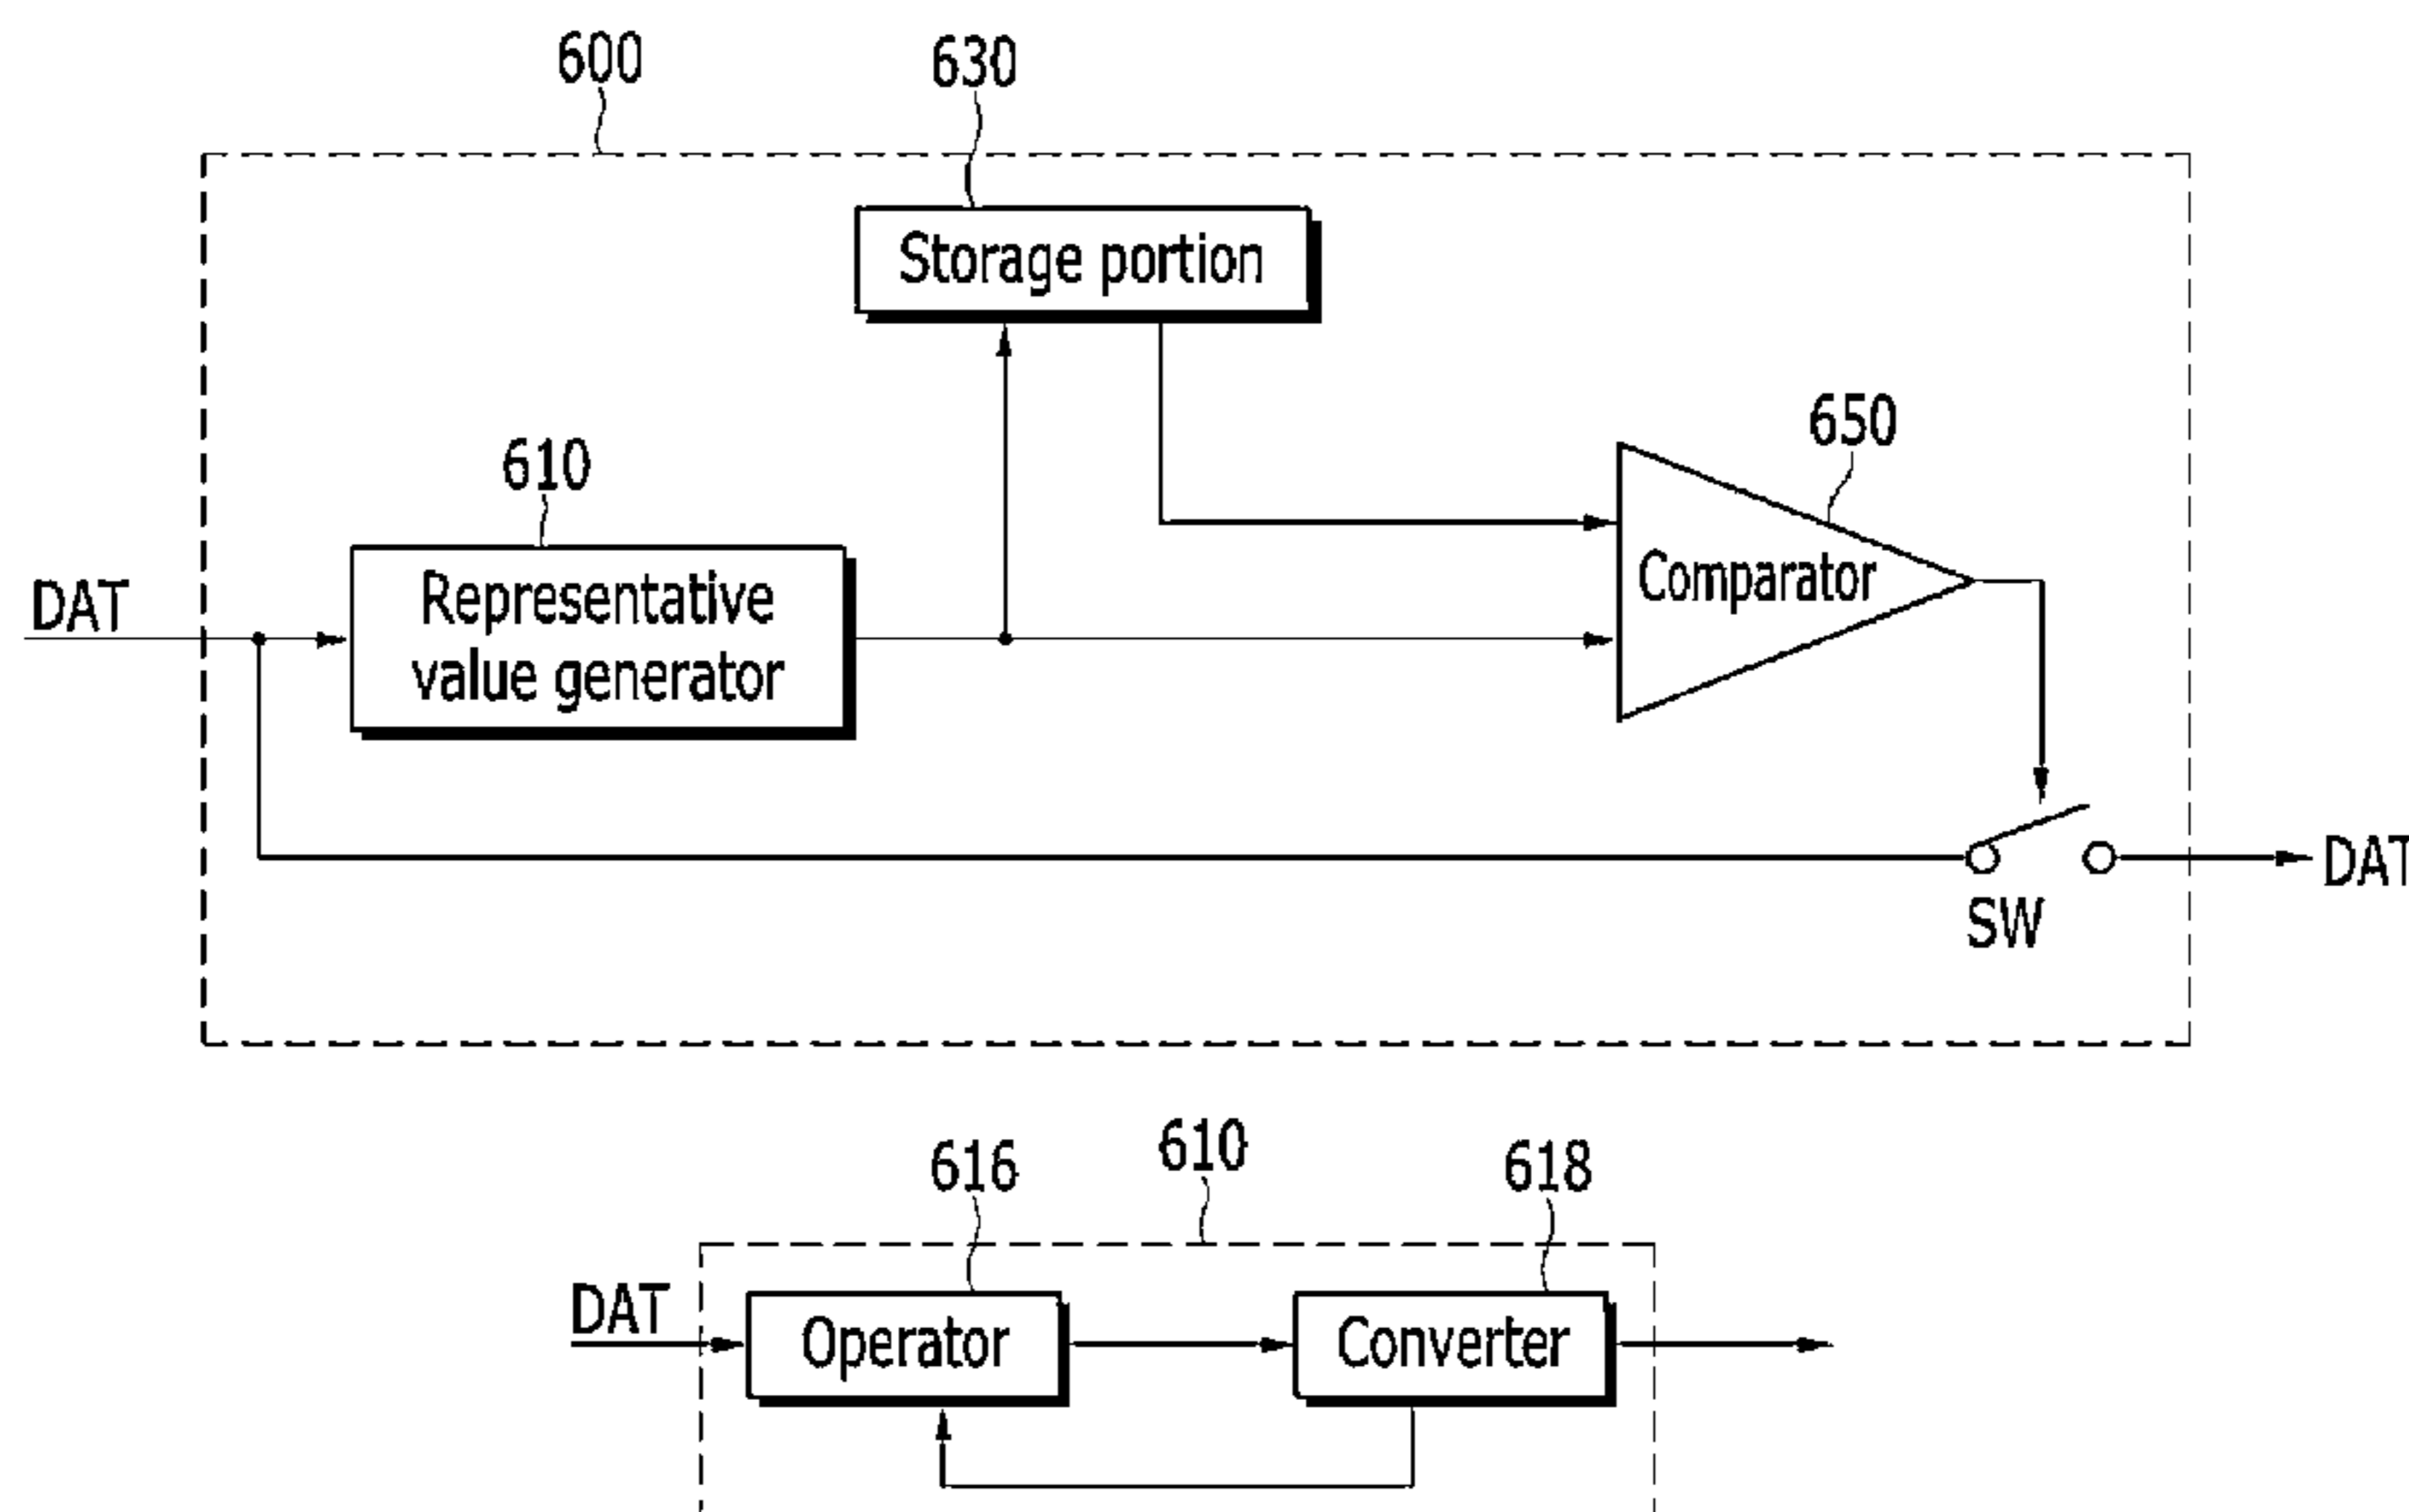 600
630
Storage portion
650
610
Comparator
DAT
Representative
value generator
DAT
SW
610
616
618
DAT
Operator
Converter